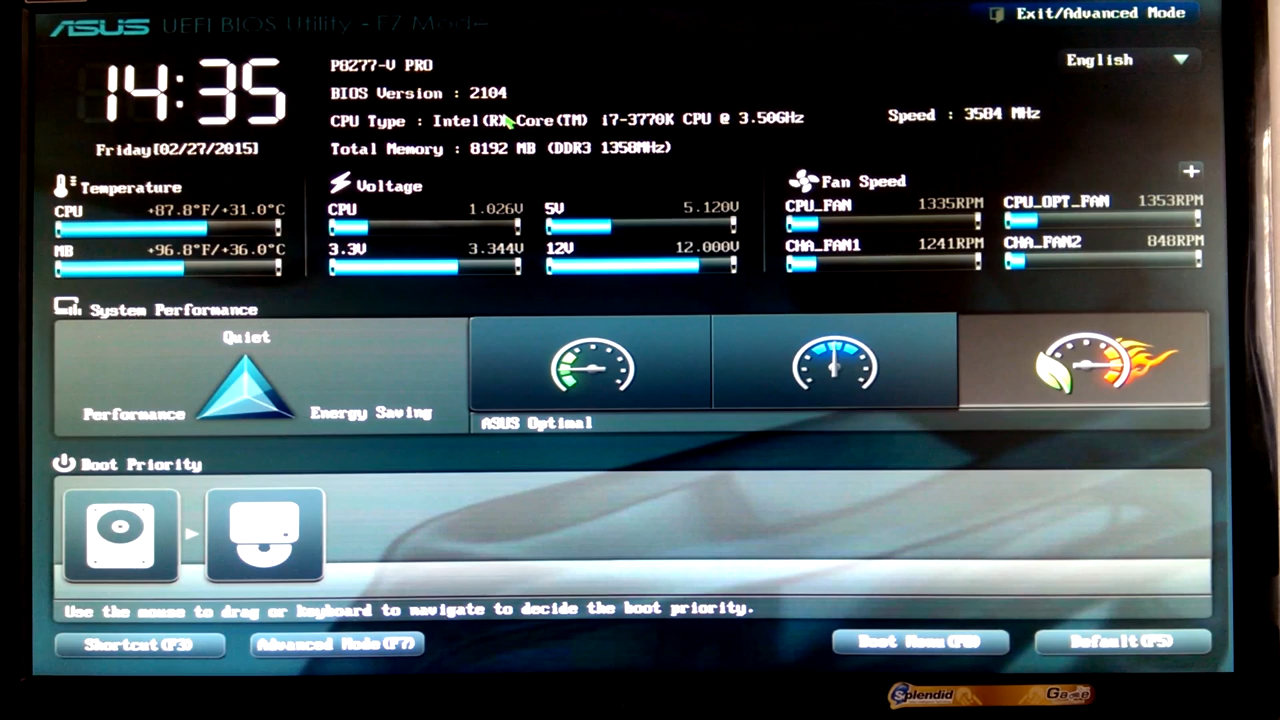 ASUS UEFI BIOS Utility - EZ Mode
Exit/Advanced Mode
14:35
Friday[02/27/2015]
P8Z77-V PRO
BIOS Version : 2104
CPU Type : Intel(R) Core(TM) i7-3770K CPU @ 3.50GHz
Speed : 3584 MHz
Total Memory : 8192 MB (DDR3 1358MHz)
English
Temperature
CPU +87.8°F/+31.0°C
MB +96.8°F/+36.0°C
Voltage
CPU 1.026V 5V 5.120V
3.3V 3.344V 12V 12.000V
Fan Speed
CPU_FAN 1335RPM CPU_OPT_FAN 1353RPM
CHA_FAN1 1241RPM CHA_FAN2 848RPM
System Performance
Quiet
Performance Energy Saving
ASUS Optimal
Boot Priority
Use the mouse to drag or keyboard to navigate to decide the boot priority.
Shortcut(F3) Advanced Mode(F7) Boot Menu(F8) Default(F5)
Splendid